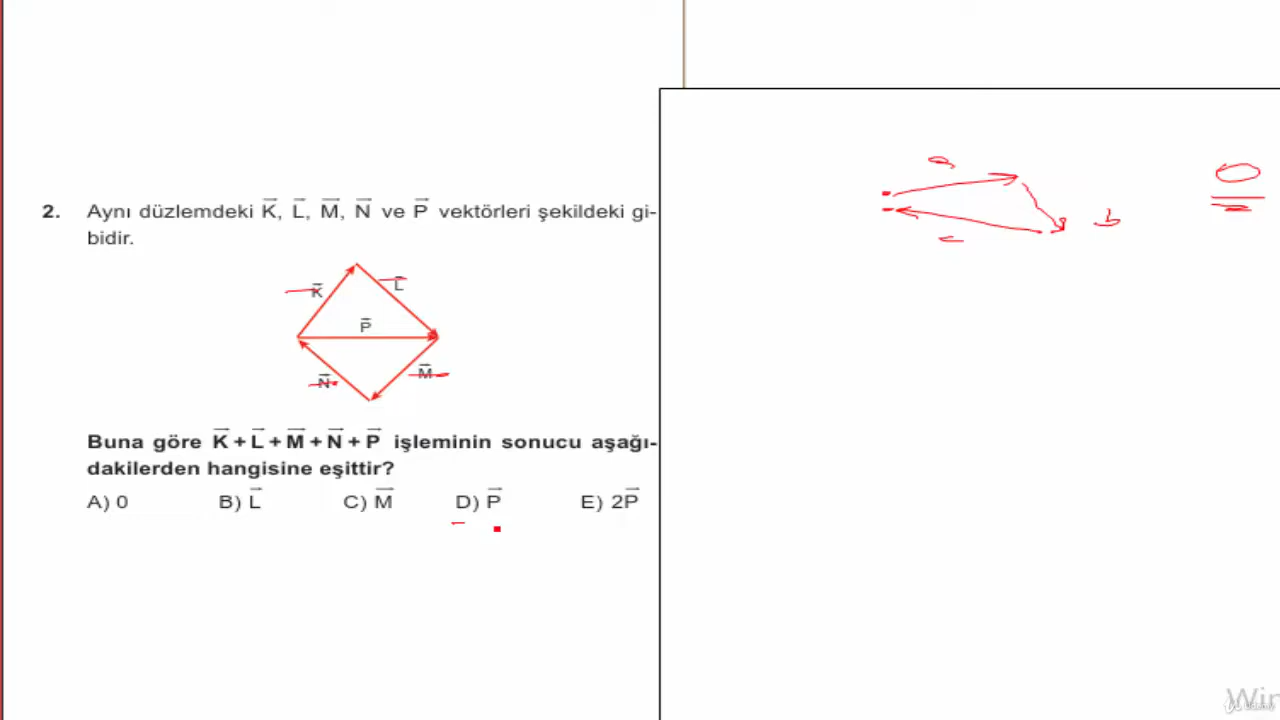 2. Aynı düzlemdeki K, L, M, N ve P vektörleri şekildeki gi-
bidir.
K
L
P
N
M
Buna göre K + L + M + N + P işleminin sonucu aşağı-
dakilerden hangisine eşittir?
A) 0 B) L C) M D) P E) 2P
a
b
c
0